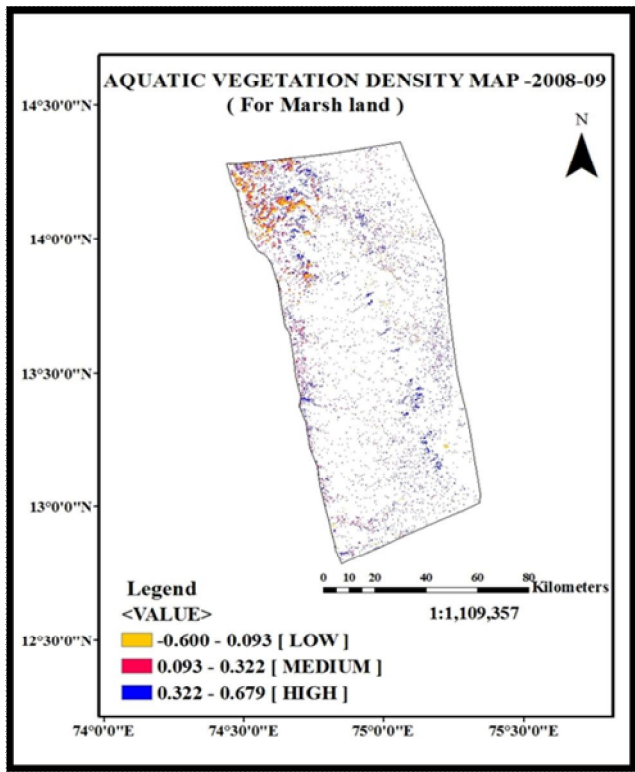 AQUATIC VEGETATION DENSITY MAP -2008-09
( For Marsh land )
N
14°30'0"N
14°0'0"N
13°30'0"N
13°0'0"N
12°30'0"N
0 10 20 40 60 80
Kilometers
1:1,109,357
Legend
<VALUE>
-0.600 - 0.093 [ LOW ]
0.093 - 0.322 [ MEDIUM ]
0.322 - 0.679 [ HIGH ]
74°0'0"E 74°30'0"E 75°0'0"E 75°30'0"E